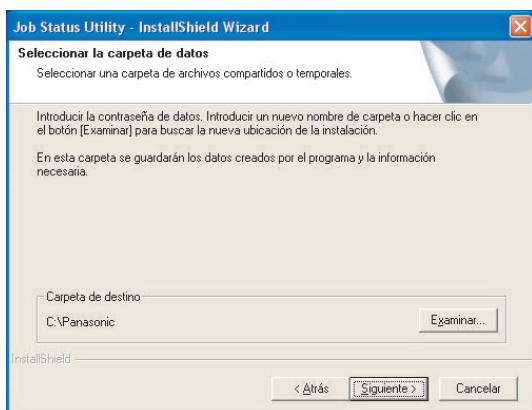 Job Status Utility - InstallShield Wizard
Seleccionar la carpeta de datos
Seleccionar una carpeta de archivos compartidos o temporales.
Introducir la contraseña de datos. Introducir un nuevo nombre de carpeta o hacer clic en
el botón [Examinar] para buscar la nueva ubicación de la instalación.
En esta carpeta se guardarán los datos creados por el programa y la información
necesaria.
Carpeta de destino
C:\Panasonic
Examinar...
InstallShield
< Atrás
Siguiente >
Cancelar